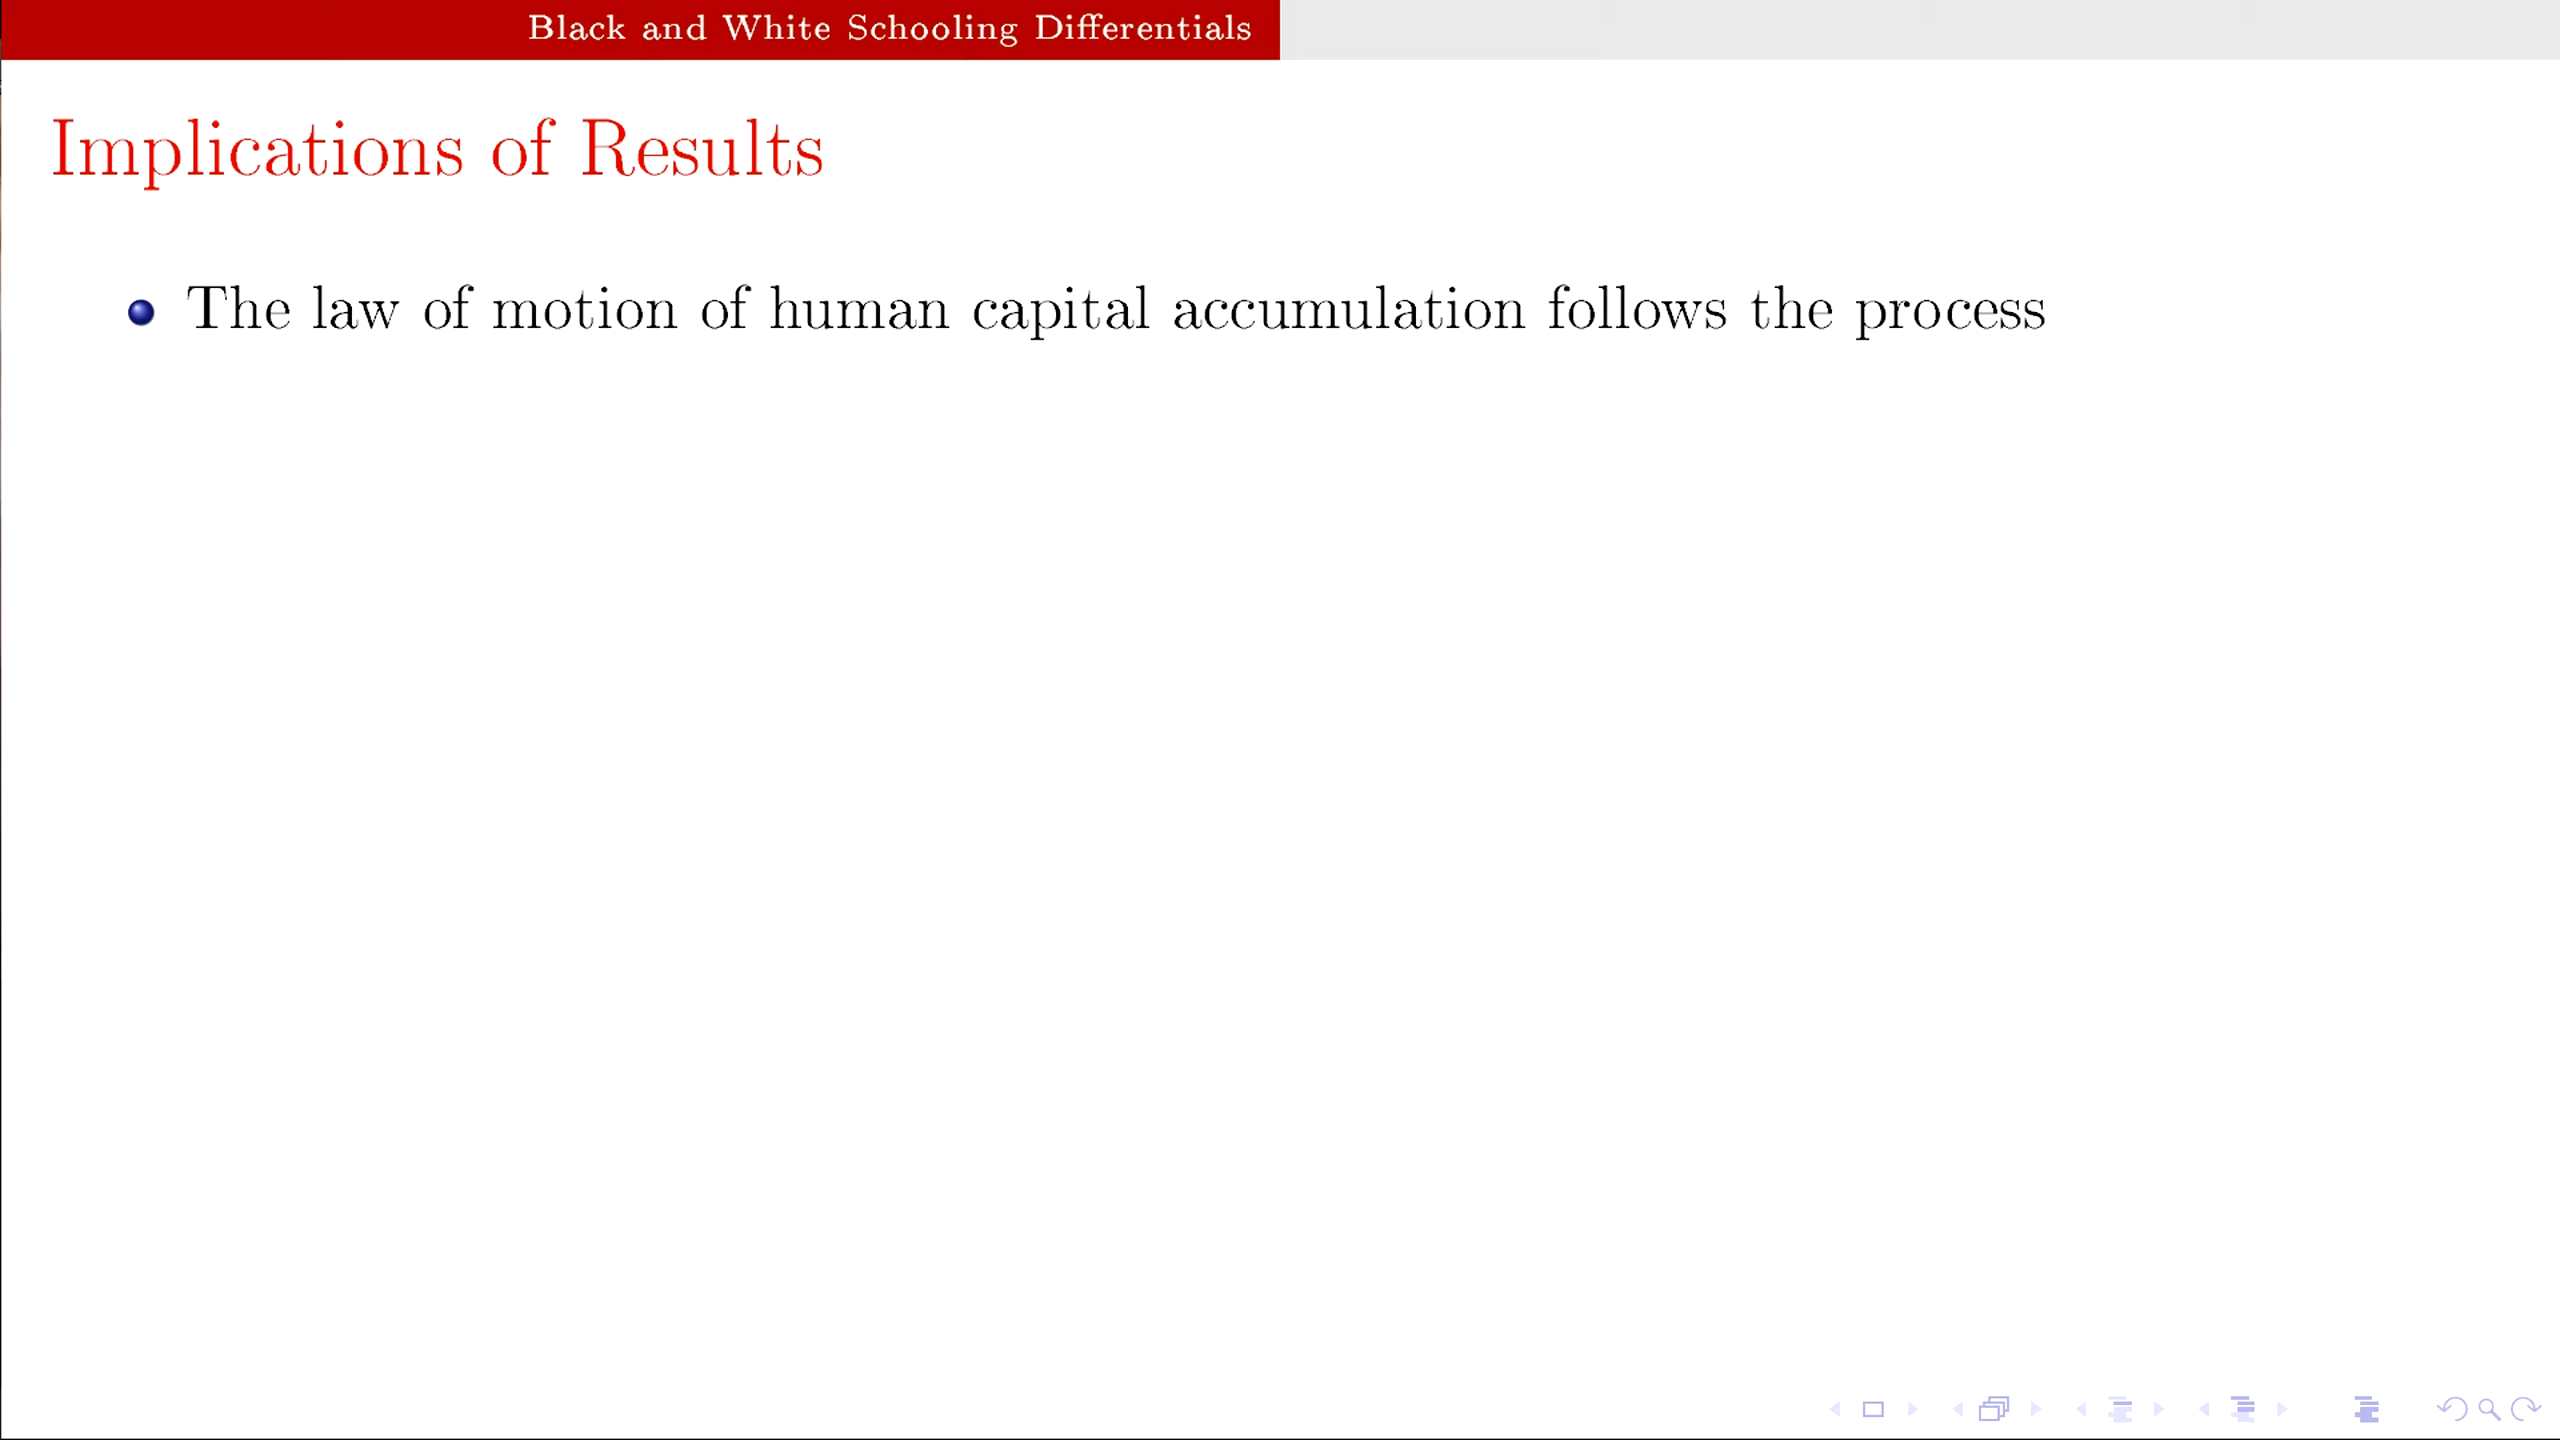 Black and White Schooling Differentials
Implications of Results
The law of motion of human capital accumulation follows the process